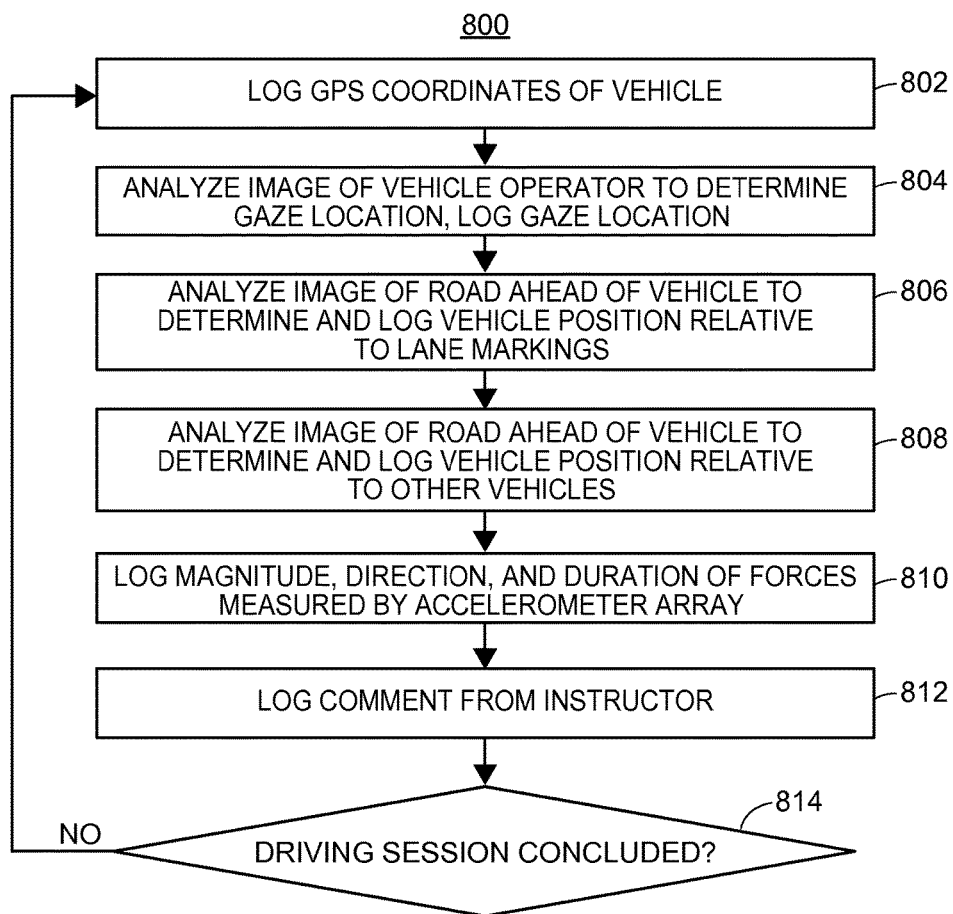 800
LOG GPS COORDINATES OF VEHICLE
802
ANALYZE IMAGE OF VEHICLE OPERATOR TO DETERMINE
GAZE LOCATION, LOG GAZE LOCATION
804
ANALYZE IMAGE OF ROAD AHEAD OF VEHICLE TO
DETERMINE AND LOG VEHICLE POSITION RELATIVE
TO LANE MARKINGS
806
ANALYZE IMAGE OF ROAD AHEAD OF VEHICLE TO
DETERMINE AND LOG VEHICLE POSITION RELATIVE
TO OTHER VEHICLES
808
LOG MAGNITUDE, DIRECTION, AND DURATION OF FORCES
MEASURED BY ACCELEROMETER ARRAY
810
LOG COMMENT FROM INSTRUCTOR
812
814
NO
DRIVING SESSION CONCLUDED?